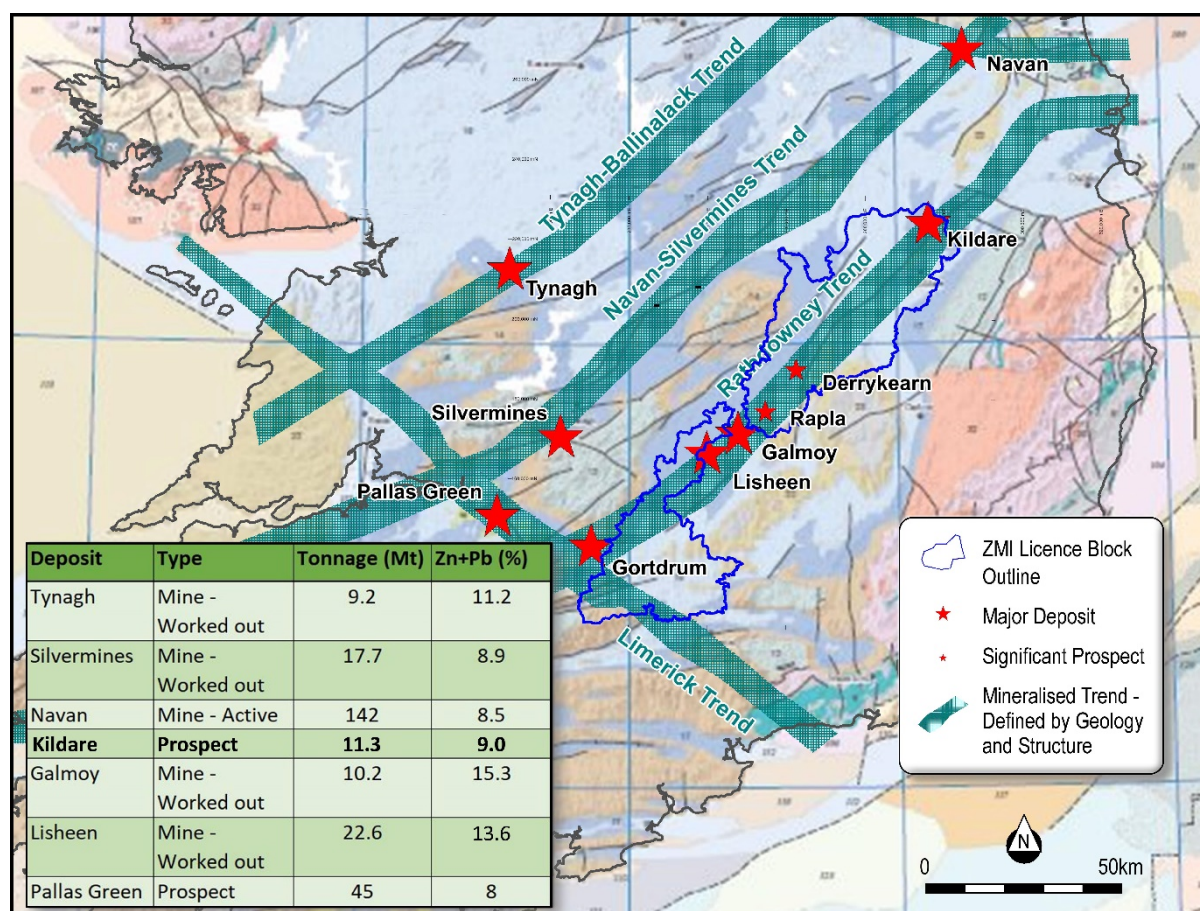 Navan
Tynagh-Ballinalack Trend
Navan-Silvermines Trend
Kildare
Tynagh
Rathdowney Trend
Derrykearn
Silvermines
Rapla
Galmoy
Lisheen
Pallas Green
Gortdrum
Limerick Trend
Deposit Type Tonnage (Mt) Zn+Pb (%)
Tynagh Mine - 9.2 11.2
Worked out
Silvermines Mine - 17.7 8.9
Worked out
Navan Mine - Active 142 8.5
Kildare Prospect 11.3 9.0
Galmoy Mine - 10.2 15.3
Worked out
Lisheen Mine - 22.6 13.6
Worked out
Pallas Green Prospect 45 8
ZMI Licence Block
Outline
Major Deposit
Significant Prospect
Mineralised Trend -
Defined by Geology
and Structure
N
0 50km